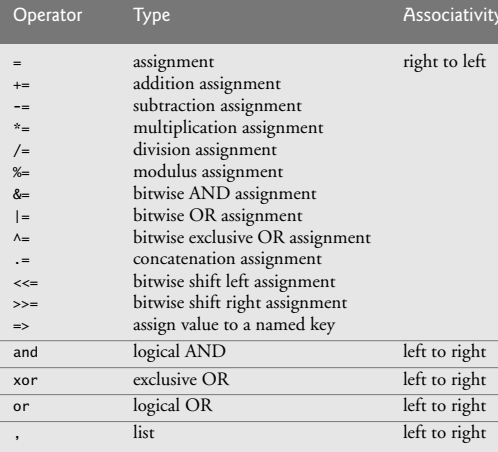 Operator Type Associativity
= assignment right to left
+= addition assignment
-= subtraction assignment
*= multiplication assignment
/= division assignment
%= modulus assignment
&= bitwise AND assignment
|= bitwise OR assignment
^= bitwise exclusive OR assignment
.= concatenation assignment
<<= bitwise shift left assignment
>>= bitwise shift right assignment
=> assign value to a named key
and logical AND left to right
xor exclusive OR left to right
or logical OR left to right
, list left to right